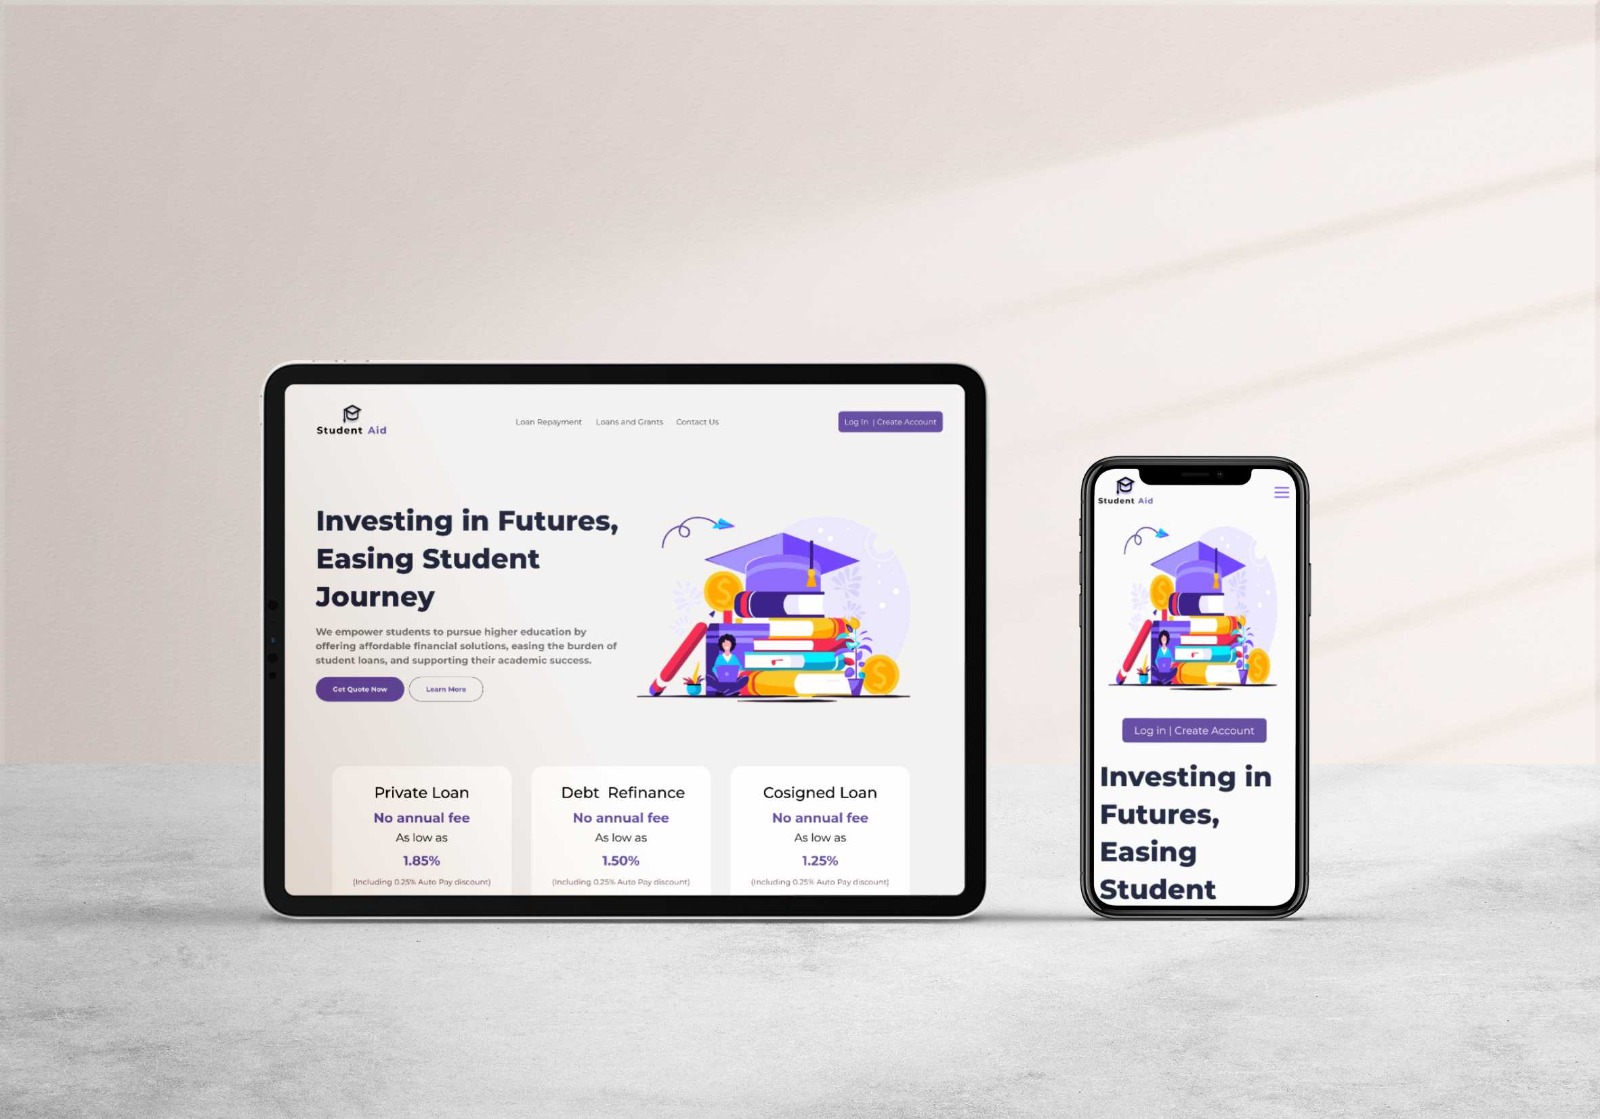 Student Aid
Loan Repayment
Loans and Grants
Contact Us
Log In | Create Account
Investing in Futures,
Easing Student
Journey
We empower students to pursue higher education by
offering affordable financial solutions, easing the burden of
student loans, and supporting their academic success.
Get Quote Now
Learn More
Private Loan
No annual fee
As low as
1.85%
(Including 0.25% Auto Pay discount)
Debt Refinance
No annual fee
As low as
1.50%
(Including 0.25% Auto Pay discount)
Cosigned Loan
No annual fee
As low as
1.25%
(Including 0.25% Auto Pay discount)
Student Aid
Log in | Create Account
Investing in
Futures,
Easing
Student